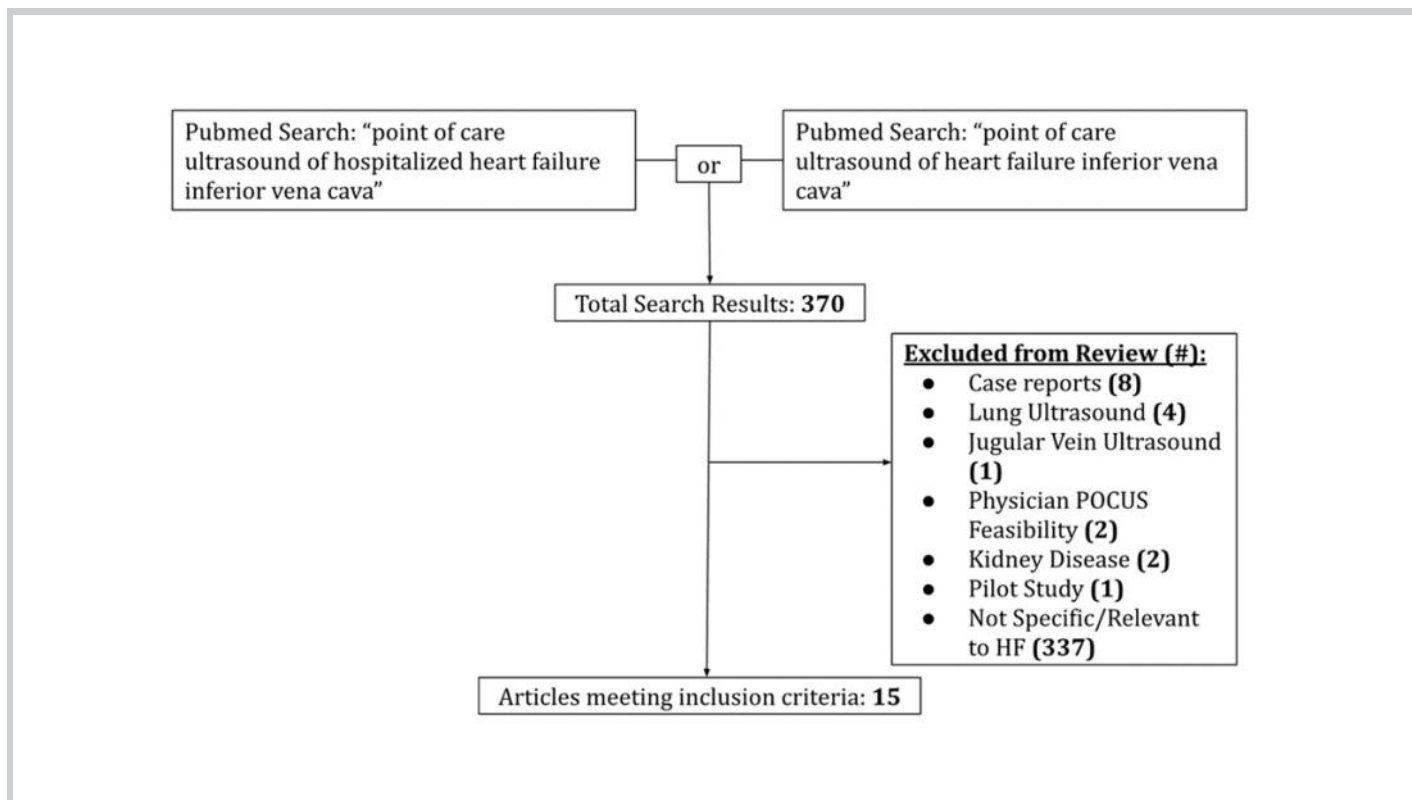 Pubmed Search: “point of care
ultrasound of hospitalized heart failure
inferior vena cava”
or
Pubmed Search: “point of care
ultrasound of heart failure inferior vena
cava”
Total Search Results: 370
Excluded from Review (#):
● Case reports (8)
● Lung Ultrasound (4)
● Jugular Vein Ultrasound
(1)
● Physician POCUS
Feasibility (2)
● Kidney Disease (2)
● Pilot Study (1)
● Not Specific/Relevant
to HF (337)
Articles meeting inclusion criteria: 15